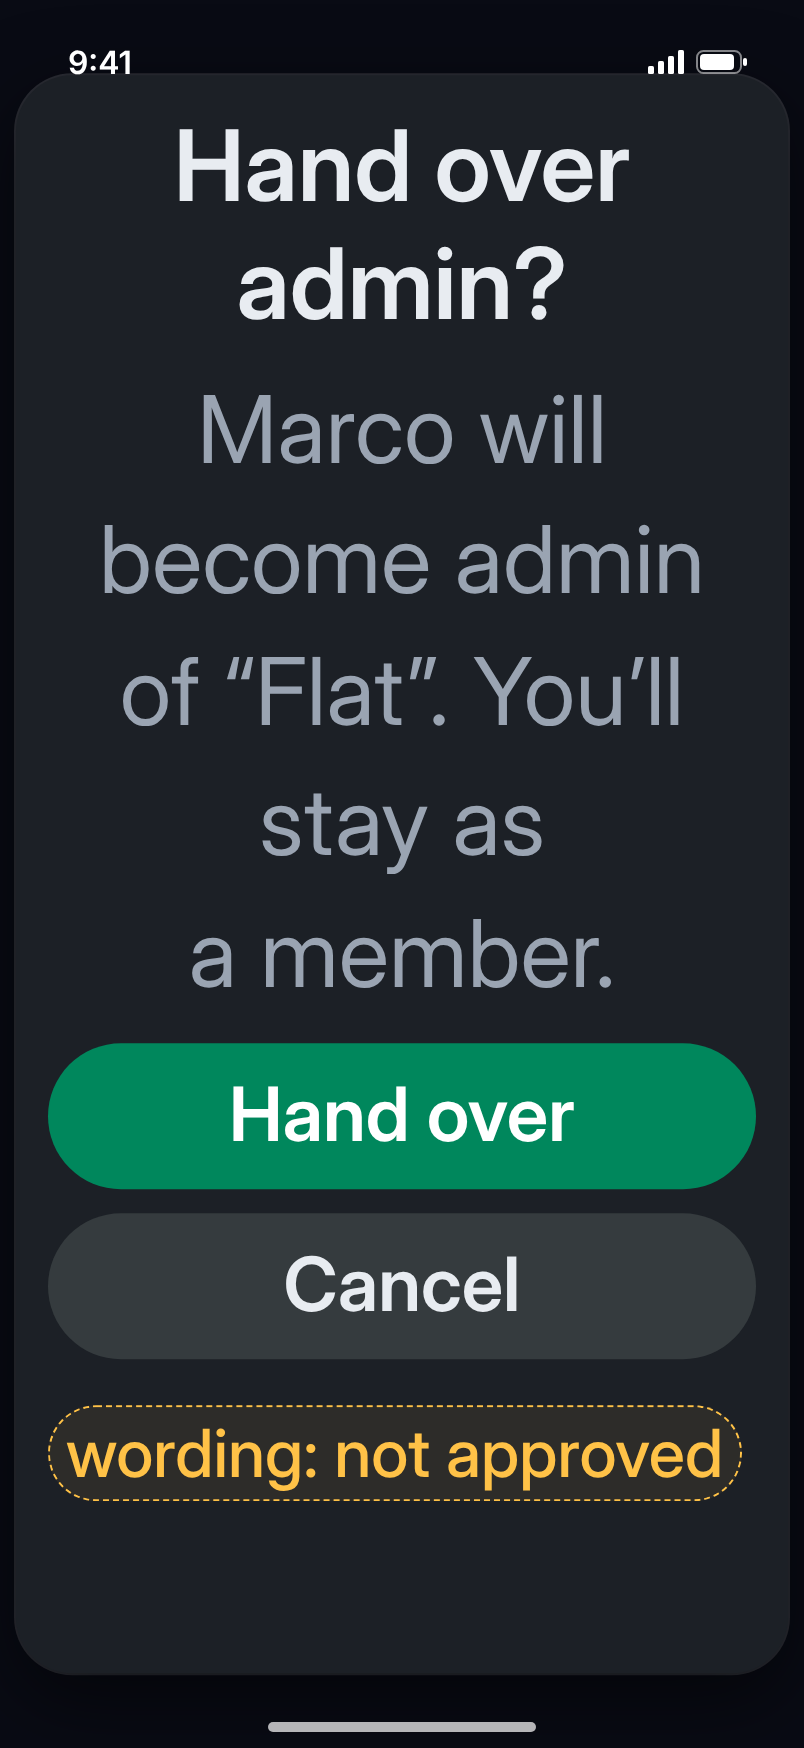 9:41
Hand over
admin?
Marco will
become admin
of “Flat”. You’ll
stay as
a member.
Hand over
Cancel
wording: not approved